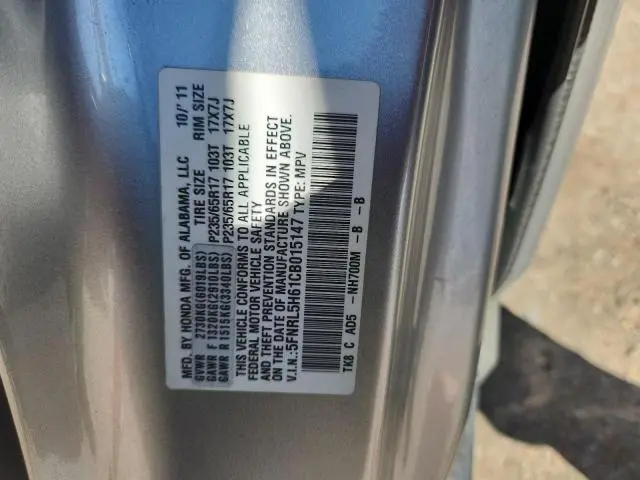 MFD. BY HONDA MFG. OF ALABAMA, LLC 10/'11
TIRE SIZE RIM SIZE
GVWR 2730KG(6019LBS)
GAWR F 1320KG(2910LBS) P235/65R17 103T 17X7J
GAWR R 1515KG(3340LBS) P235/65R17 103T 17X7J
THIS VEHICLE CONFORMS TO ALL APPLICABLE
FEDERAL MOTOR VEHICLE SAFETY
AND THEFT PREVENTION STANDARDS IN EFFECT
ON THE DATE OF MANUFACTURE SHOWN ABOVE.
V.I.N.:5FNRL5H61CB015147 TYPE: MPV
TK8 C AD5 -NH700M -B -B